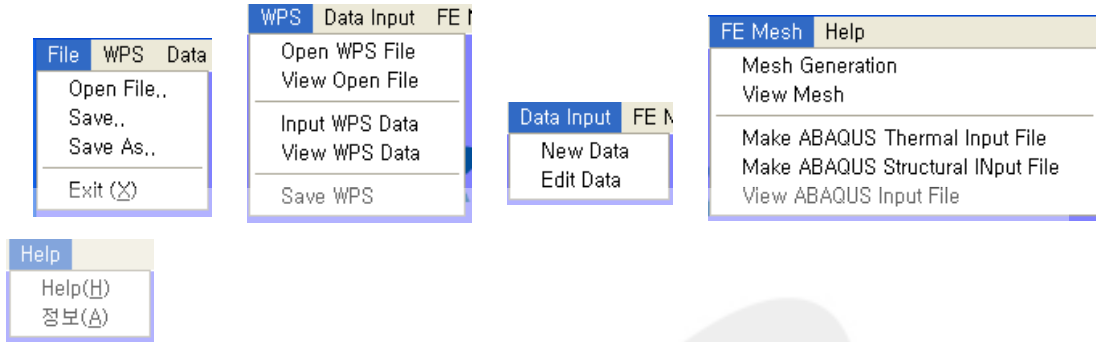 File WPS Data
Open File,,
Save,,
Save As,,
Exit (X)
WPS Data Input FE
Open WPS File
View Open File
Input WPS Data
View WPS Data
Save WPS
Data Input FE
New Data
Edit Data
FE Mesh Help
Mesh Generation
View Mesh
Make ABAQUS Thermal Input File
Make ABAQUS Structural INput File
View ABAQUS Input File
Help
Help(H)
정보(A)